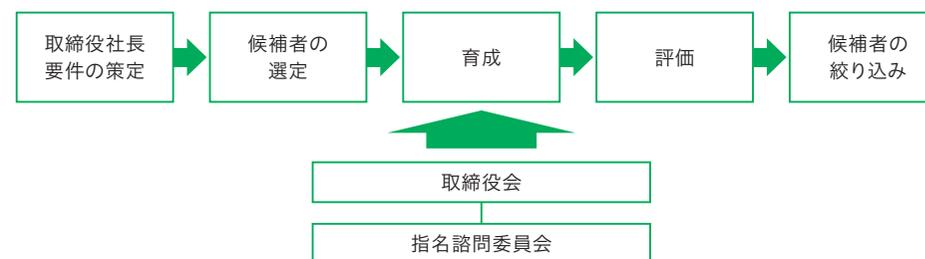 取締役社長
要件の策定
候補者の
選定
育成
評価
候補者の
絞り込み
取締役会
指名諮問委員会